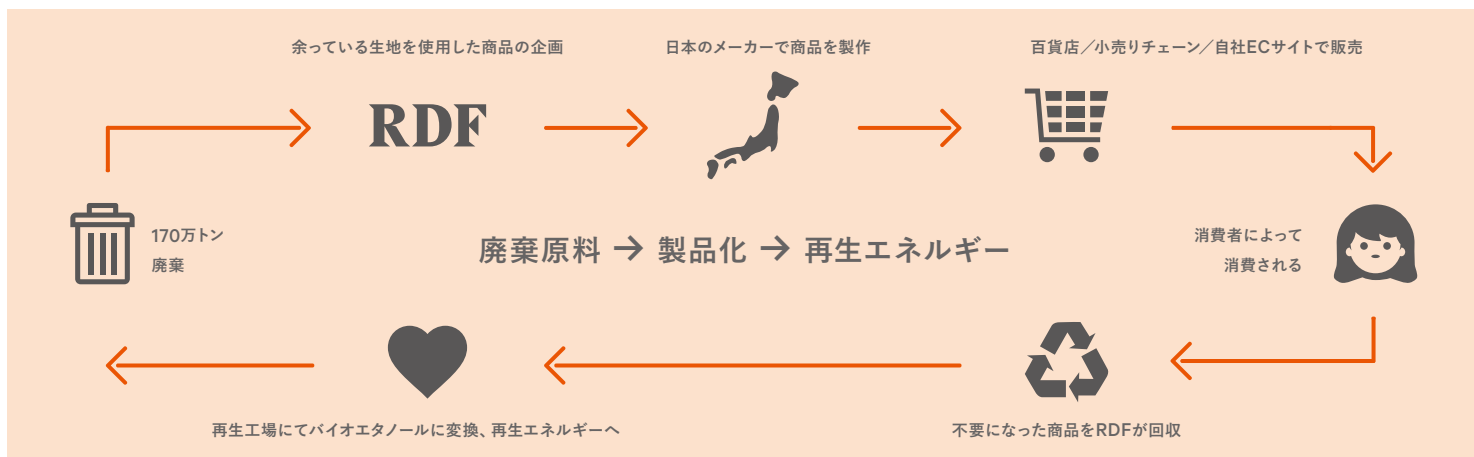 余っている生地を使用した商品の企画
日本のメーカーで商品を製作
百貨店／小売りチェーン／自社ECサイトで販売
RDF
170万トン
廃棄
廃棄原料 → 製品化 → 再生エネルギー
消費者によって
消費される
再生工場にてバイオエタノールに変換、再生エネルギーへ
不要になった商品をRDFが回収